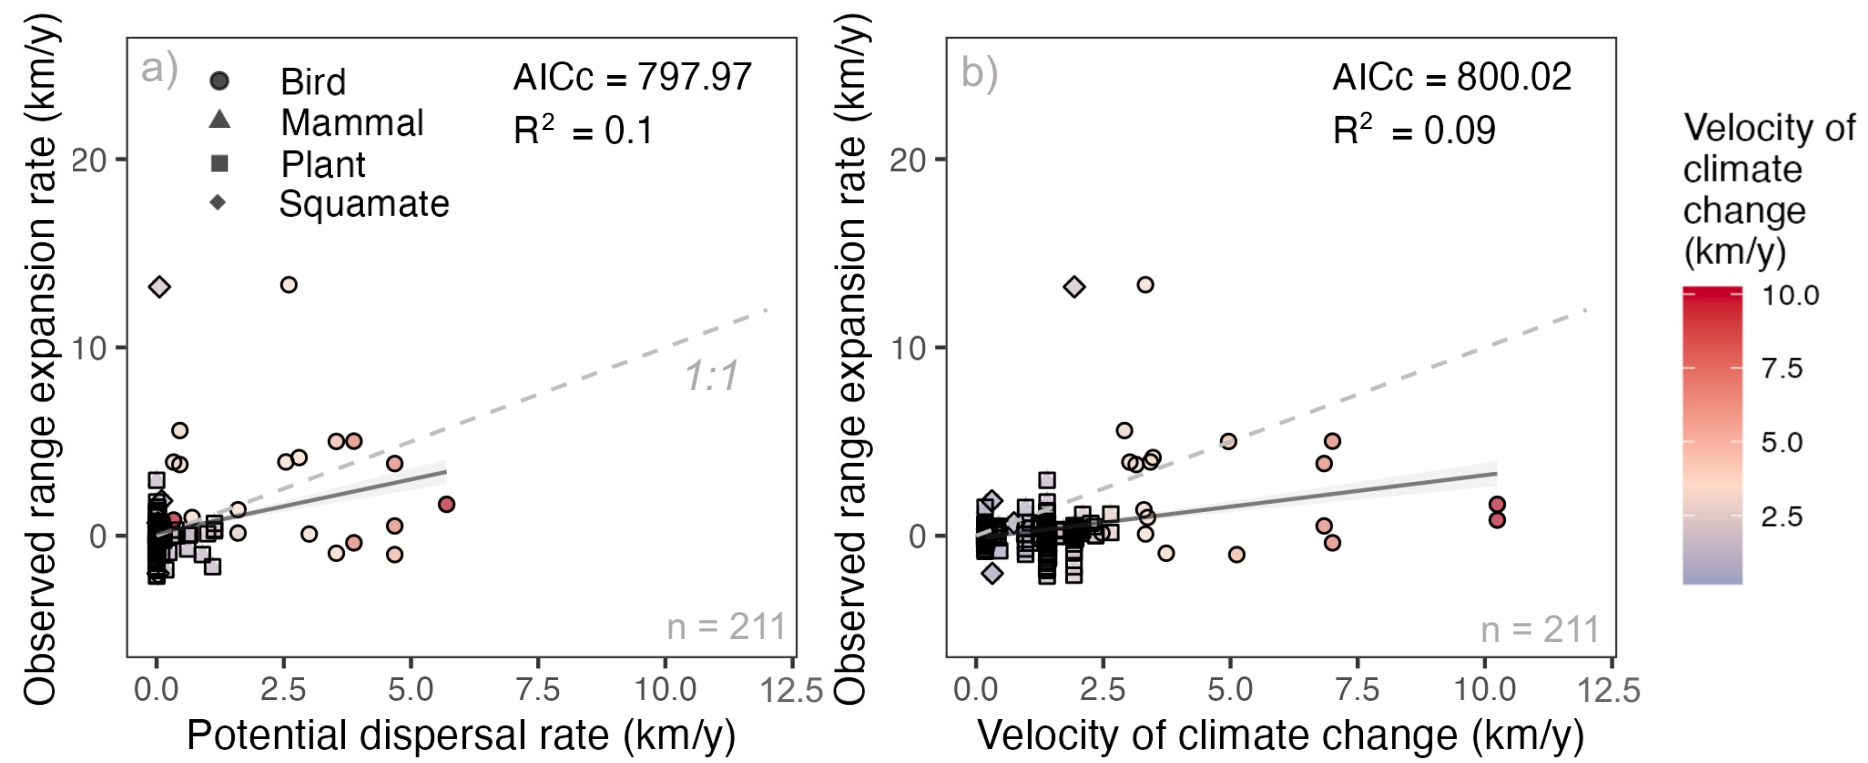 Observed range expansion rate (km/y)
a)
Bird
Mammal
Plant
Squamate
AICc = 797.97
R² = 0.1
20
10
0
1:1
n = 211
0.0 2.5 5.0 7.5 10.0 12.5
Potential dispersal rate (km/y)
Observed range expansion rate (km/y)
b)
AICc = 800.02
R² = 0.09
20
10
0
n = 211
0.0 2.5 5.0 7.5 10.0 12.5
Velocity of climate change (km/y)
Velocity of
climate
change
(km/y)
10.0
7.5
5.0
2.5